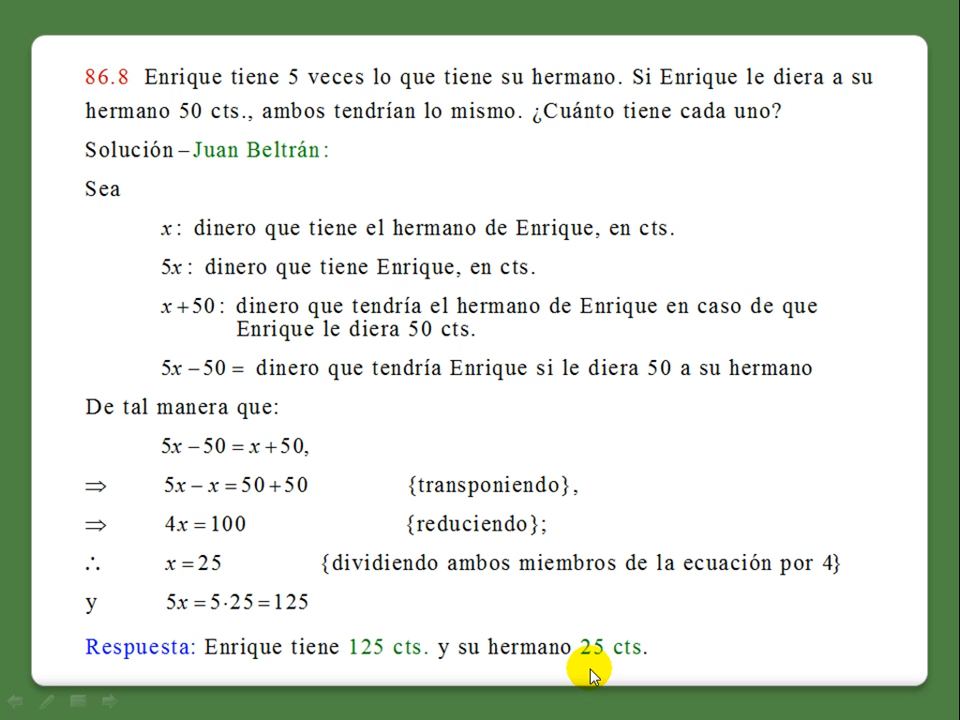 86.8 Enrique tiene 5 veces lo que tiene su hermano. Si Enrique le diera a su
hermano 50 cts., ambos tendrían lo mismo. ¿Cuánto tiene cada uno?
Solución – Juan Beltrán:
Sea
x: dinero que tiene el hermano de Enrique, en cts.
5x: dinero que tiene Enrique, en cts.
x + 50: dinero que tendría el hermano de Enrique en caso de que
Enrique le diera 50 cts.
5x − 50 = dinero que tendría Enrique si le diera 50 a su hermano
De tal manera que:
5x − 50 = x + 50,
⇒ 5x − x = 50 + 50 {transponiendo},
⇒ 4x = 100 {reduciendo};
∴ x = 25 {dividiendo ambos miembros de la ecuación por 4}
y 5x = 5·25 = 125
Respuesta: Enrique tiene 125 cts. y su hermano 25 cts.